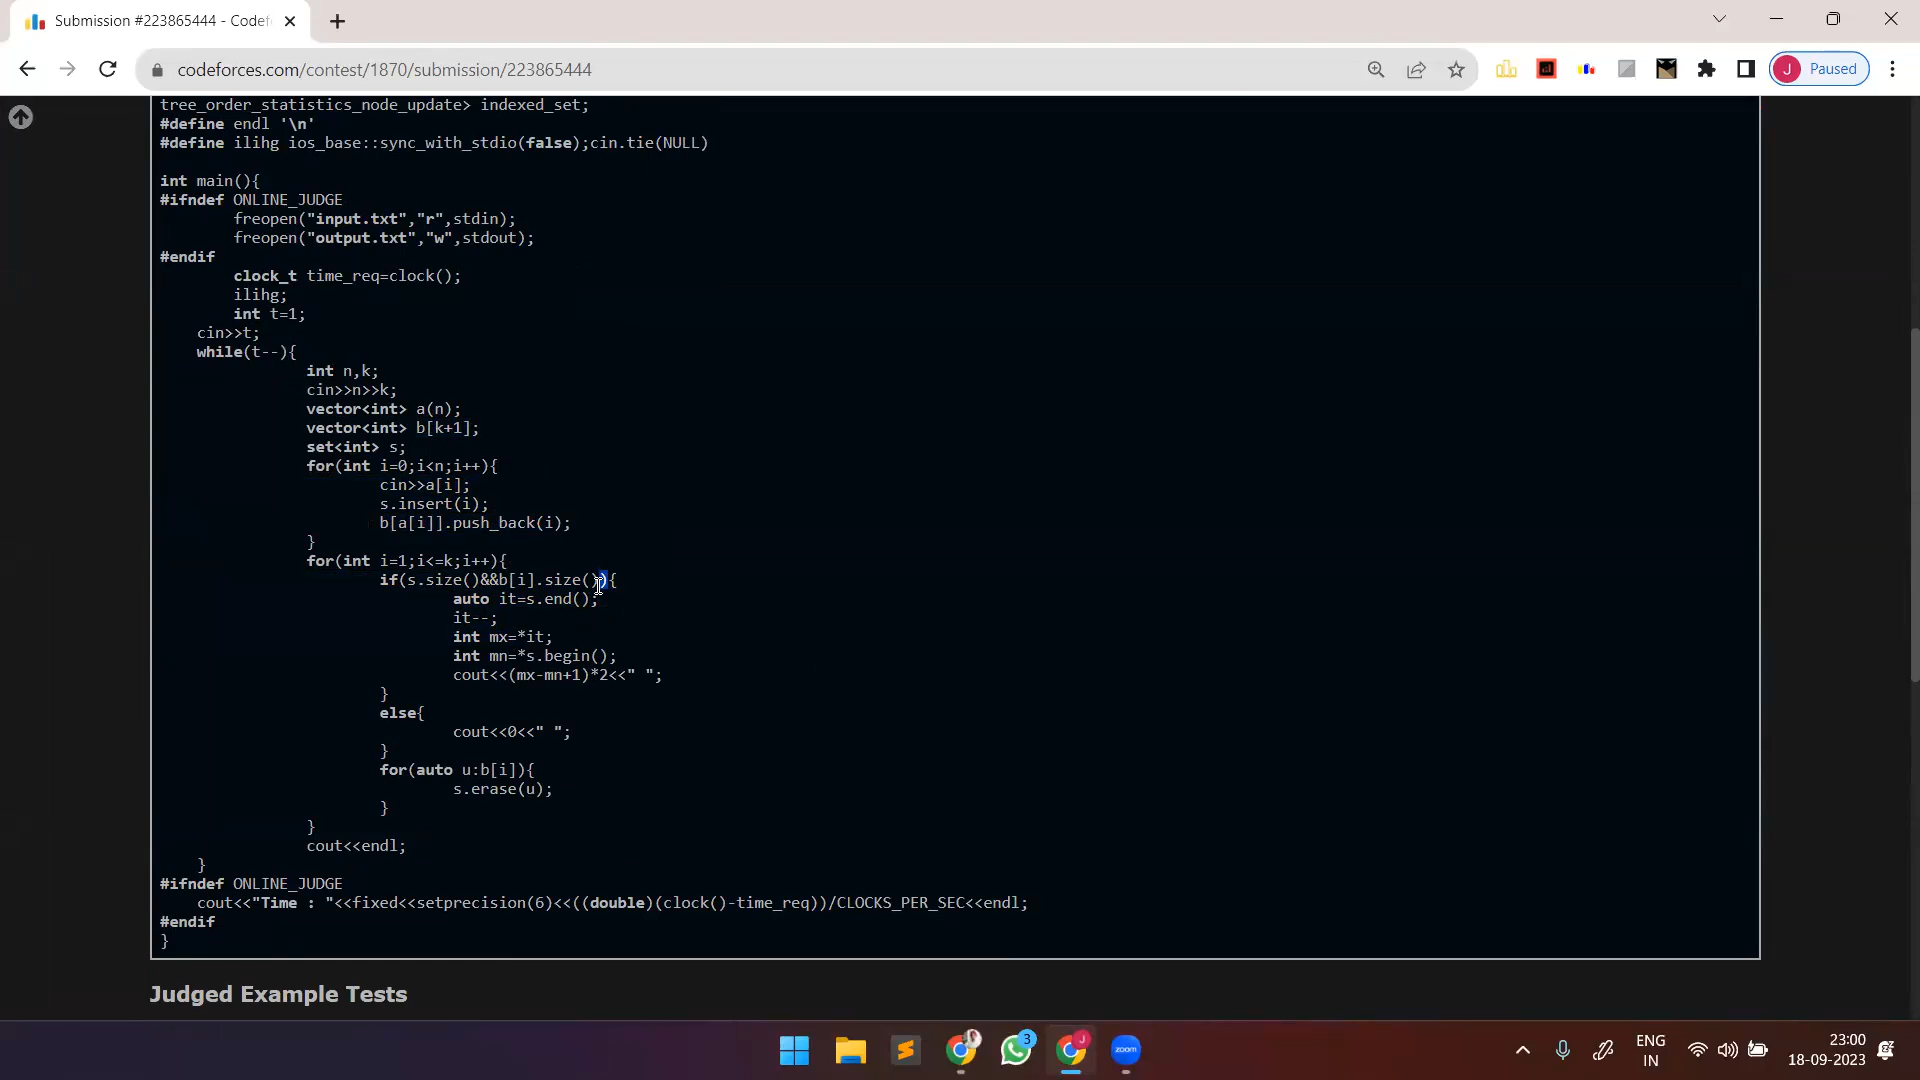 Submission #223865444 - Codef
codeforces.com/contest/1870/submission/223865444
J Paused
tree_order_statistics_node_update> indexed_set;
#define endl '\n'
#define ilihg ios_base::sync_with_stdio(false);cin.tie(NULL)
int main(){
#ifndef ONLINE_JUDGE
freopen("input.txt","r",stdin);
freopen("output.txt","w",stdout);
#endif
clock_t time_req=clock();
ilihg;
int t=1;
cin>>t;
while(t--){
int n,k;
cin>>n>>k;
vector<int> a(n);
vector<int> b[k+1];
set<int> s;
for(int i=0;i<n;i++){
cin>>a[i];
s.insert(i);
b[a[i]].push_back(i);
}
for(int i=1;i<=k;i++){
if(s.size()&&b[i].size()){
auto it=s.end();
it--;
int mx=*it;
int mn=*s.begin();
cout<<(mx-mn+1)*2<<" ";
}
else{
cout<<0<<" ";
}
for(auto u:b[i]){
s.erase(u);
}
}
cout<<endl;
}
#ifndef ONLINE_JUDGE
cout<<"Time : "<<fixed<<setprecision(6)<<((double)(clock()-time_req))/CLOCKS_PER_SEC<<endl;
#endif
}
Judged Example Tests
3
J
zoom
ENG
IN
23:00
18-09-2023